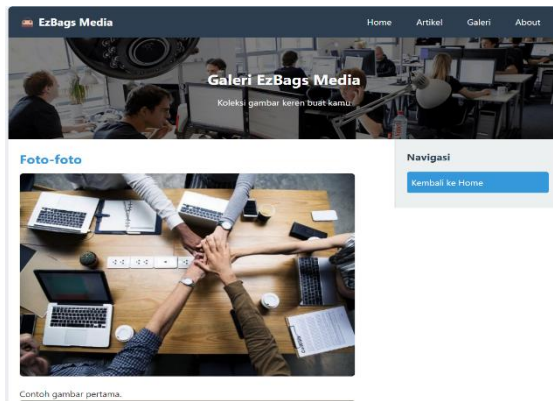 EzBags Media
Home Artikel Galeri About
Galeri EzBags Media
Koleksi gambar keren buat kamu.
Foto-foto
Navigasi
Kembali ke Home
Contoh gambar pertama.